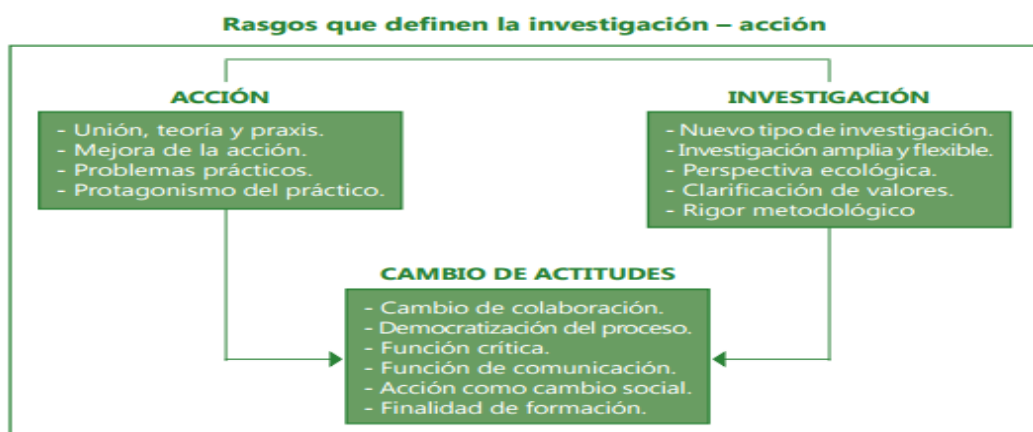 Rasgos que definen la investigación – acción
ACCIÓN
- Unión, teoría y praxis.
- Mejora de la acción.
- Problemas prácticos.
- Protagonismo del práctico.
INVESTIGACIÓN
- Nuevo tipo de investigación.
- Investigación amplia y flexible.
- Perspectiva ecológica.
- Clarificación de valores.
- Rigor metodológico
CAMBIO DE ACTITUDES
- Cambio de colaboración.
- Democratización del proceso.
- Función crítica.
- Función de comunicación.
- Acción como cambio social.
- Finalidad de formación.